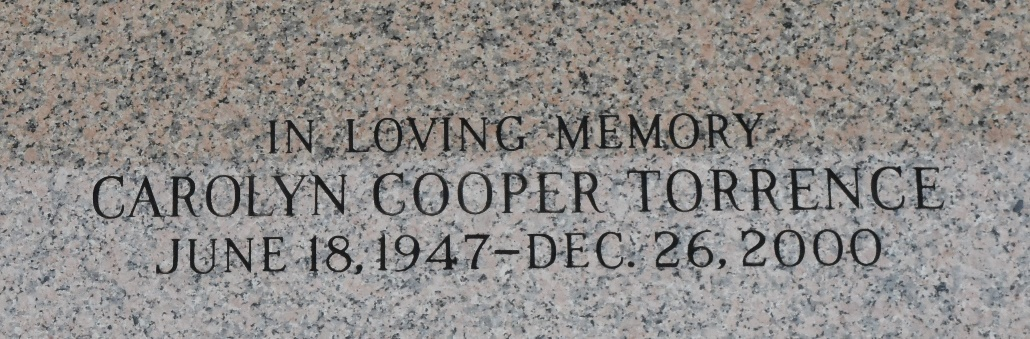 IN LOVING MEMORY
CAROLYN COOPER TORRENCE
JUNE 18, 1947–DEC. 26, 2000